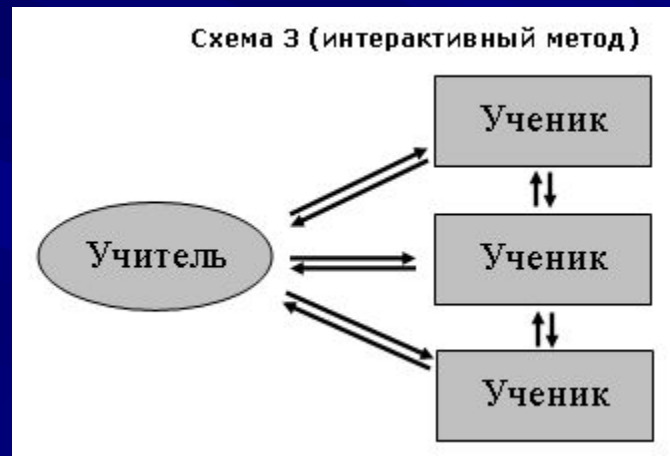 Схема 3 (интерактивный метод)
Ученик
Учитель
Ученик
Ученик